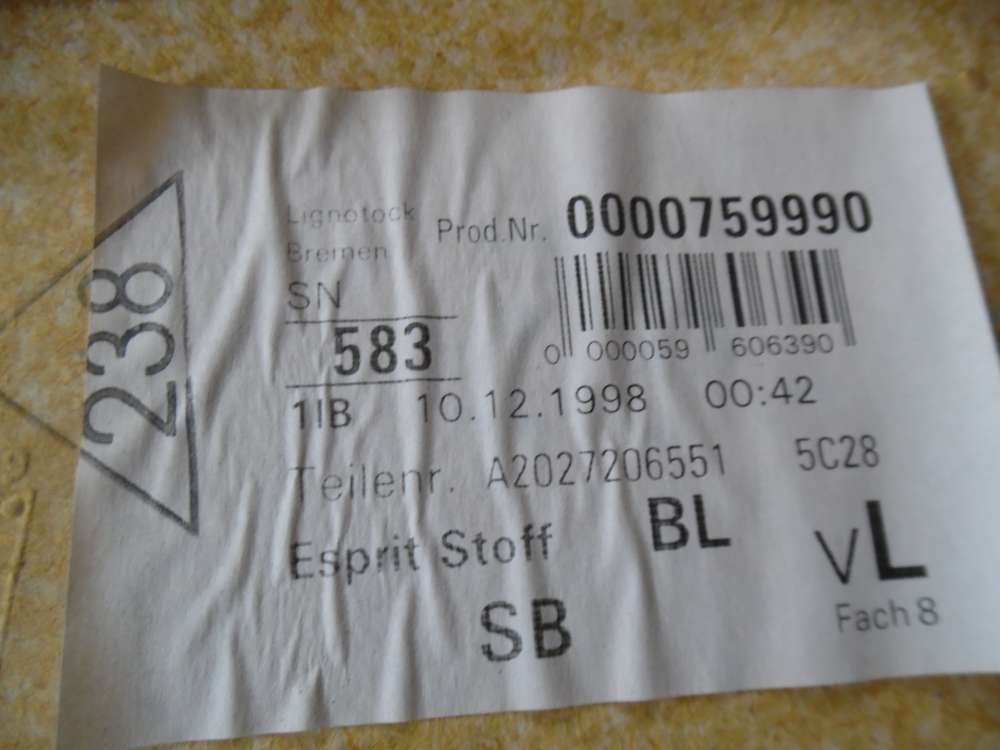 238
Lignotock
Bremen
Prod.Nr. 0000759990
SN
583
0 000059 606390
1IB 10.12.1998 00:42
Teilenr. A2027206551 5C28
Esprit Stoff BL VL
SB Fach 8